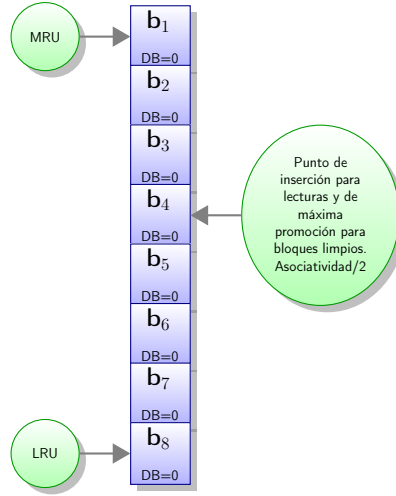 MRU
b1
DB=0
b2
DB=0
b3
DB=0
b4
DB=0
Punto de
inserción para
lecturas y de
máxima
promoción para
bloques limpios.
Asociatividad/2
b5
DB=0
b6
DB=0
b7
DB=0
LRU
b8
DB=0